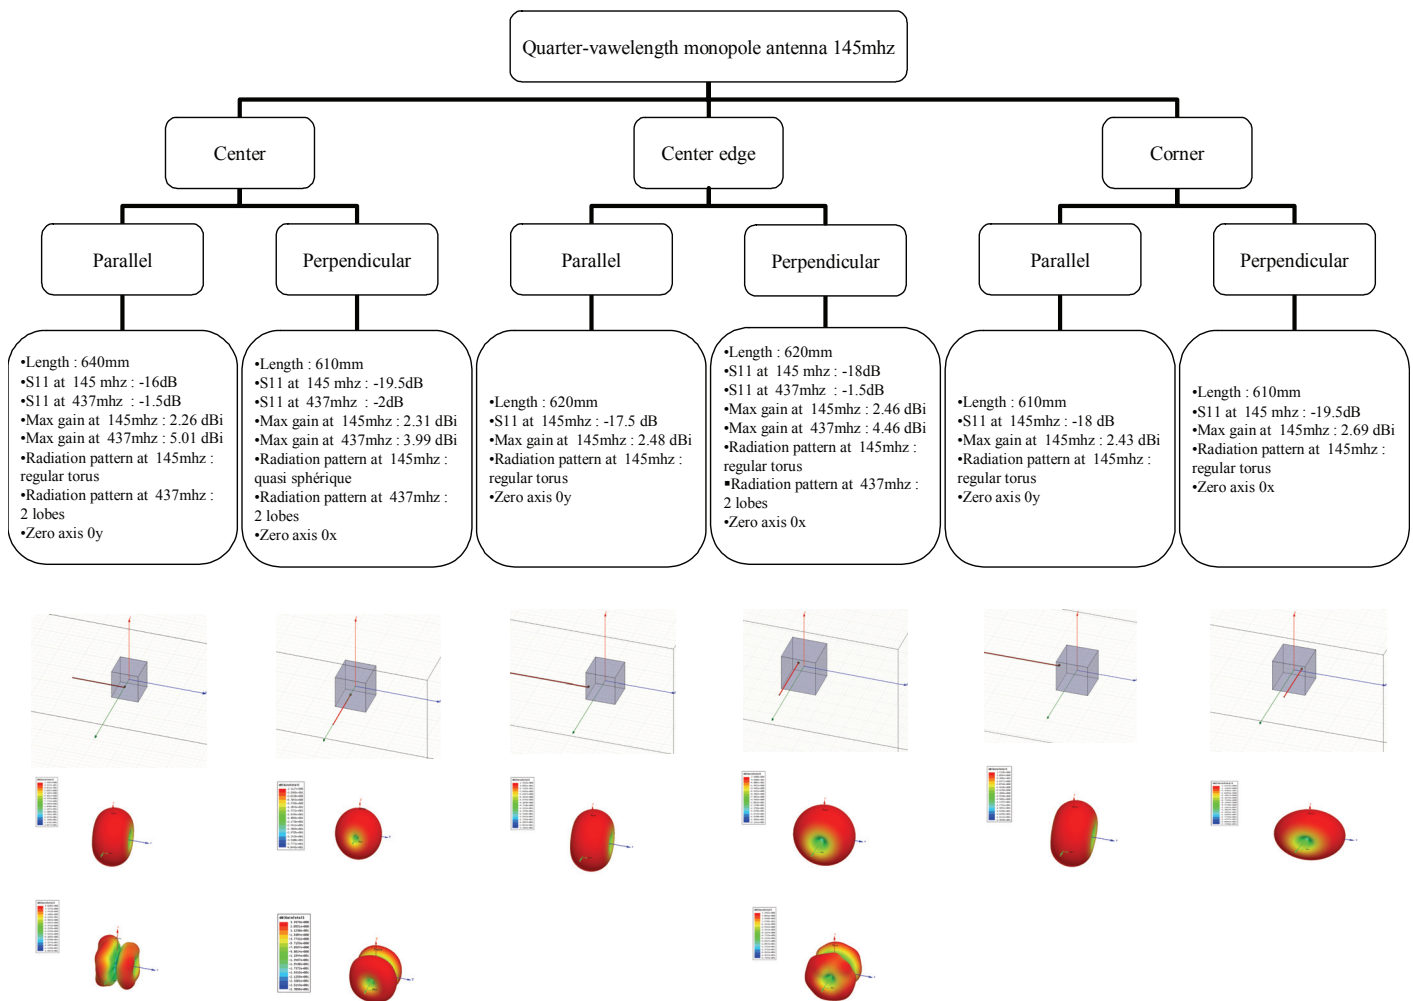 Quarter-vawelength monopole antenna 145mhz
Center
Center edge
Corner
Parallel
Perpendicular
Parallel
Perpendicular
Parallel
Perpendicular
•Length : 640mm
•S11 at 145 mhz : -16dB
•S11 at 437mhz : -1.5dB
•Max gain at 145mhz : 2.26 dBi
•Max gain at 437mhz : 5.01 dBi
•Radiation pattern at 145mhz :
regular torus
•Radiation pattern at 437mhz :
2 lobes
•Zero axis 0y
•Length : 610mm
•S11 at 145 mhz : -19.5dB
•S11 at 437mhz : -2dB
•Max gain at 145mhz : 2.31 dBi
•Max gain at 437mhz : 3.99 dBi
•Radiation pattern at 145mhz :
quasi sphérique
•Radiation pattern at 437mhz :
2 lobes
•Zero axis 0x
•Length : 620mm
•S11 at 145mhz : -17.5 dB
•Max gain at 145mhz : 2.48 dBi
•Radiation pattern at 145mhz :
regular torus
•Zero axis 0y
•Length : 620mm
•S11 at 145 mhz : -18dB
•S11 at 437mhz : -1.5dB
•Max gain at 145mhz : 2.46 dBi
•Max gain at 437mhz : 4.46 dBi
•Radiation pattern at 145mhz :
regular torus
▪Radiation pattern at 437mhz :
2 lobes
•Zero axis 0x
•Length : 610mm
•S11 at 145mhz : -18 dB
•Max gain at 145mhz : 2.43 dBi
•Radiation pattern at 145mhz :
regular torus
•Zero axis 0y
•Length : 610mm
•S11 at 145 mhz : -19.5dB
•Max gain at 145mhz : 2.69 dBi
•Radiation pattern at 145mhz :
regular torus
•Zero axis 0x